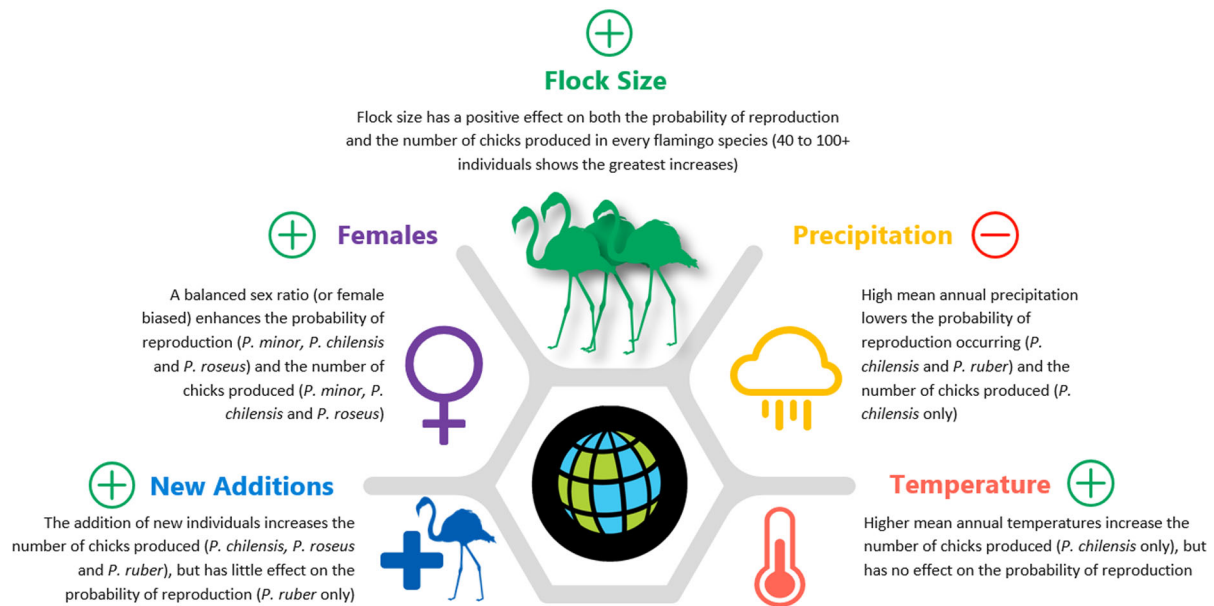 Flock Size
Flock size has a positive effect on both the probability of reproduction
and the number of chicks produced in every flamingo species (40 to 100+
individuals shows the greatest increases)
Females
A balanced sex ratio (or female
biased) enhances the probability of
reproduction (P. minor, P. chilensis
and P. roseus) and the number of
chicks produced (P. minor, P.
chilensis and P. roseus)
Precipitation
High mean annual precipitation
lowers the probability of
reproduction occurring (P.
chilensis and P. ruber) and the
number of chicks produced (P.
chilensis only)
New Additions
The addition of new individuals increases the
number of chicks produced (P. chilensis, P. roseus
and P. ruber), but has little effect on the
probability of reproduction (P. ruber only)
Temperature
Higher mean annual temperatures increase the
number of chicks produced (P. chilensis only), but
has no effect on the probability of reproduction